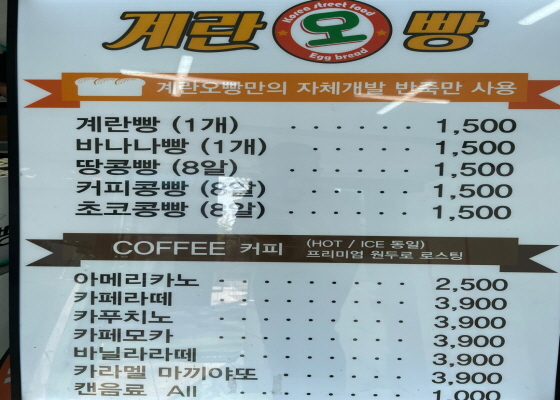 계란 오 빵
Korea street food
Egg bread
계란오빵만의 자체개발 반죽만 사용
계란빵 (1개) · · · · · · 1,500
바나나빵 (1개) · · · · · 1,500
땅콩빵 (8알) · · · · · · 1,500
커피콩빵 (8알) · · · · · 1,500
초코콩빵 (8알) · · · · · 1,500
COFFEE 커피 (HOT / ICE 동일)
프리미엄 원두로 로스팅
아메리카노 · · · · · · · 2,500
카페라떼 · · · · · · · · 3,900
카푸치노 · · · · · · · · 3,900
카페모카 · · · · · · · · 3,900
바닐라라떼 · · · · · · · 3,900
카라멜 마끼야또 · · · · · 3,900
캔음료 All · · · · · · · 1,000